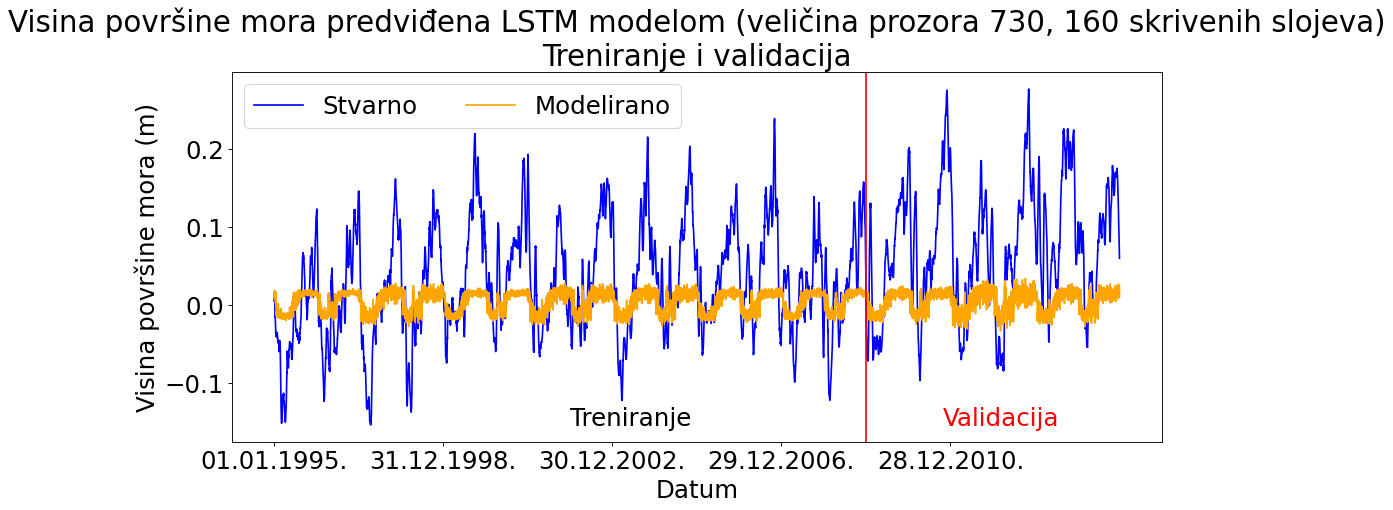 Visina površine mora predviđena LSTM modelom (veličina prozora 730, 160 skrivenih slojeva)
Treniranje i validacija
Stvarno
Modelirano
Visina površine mora (m)
0.2
0.1
0.0
−0.1
Treniranje
Validacija
01.01.1995.
31.12.1998.
30.12.2002.
29.12.2006.
28.12.2010.
Datum